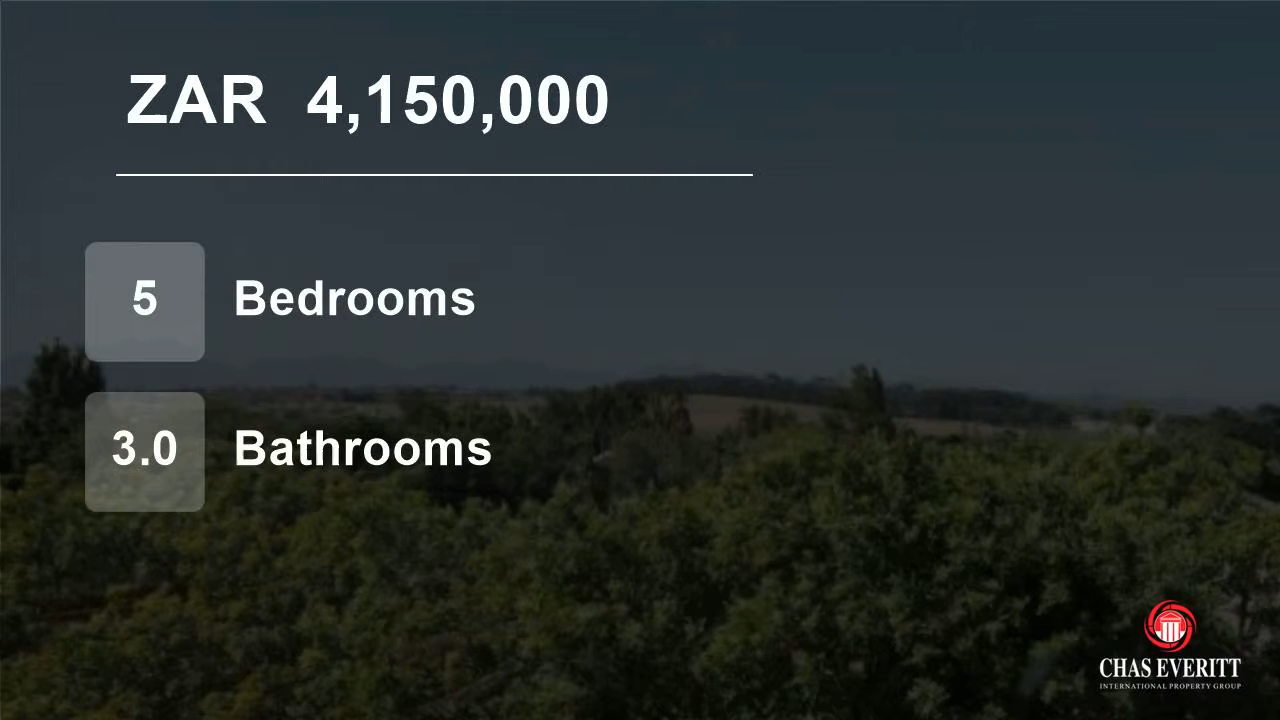 ZAR 4,150,000
5 Bedrooms
3.0 Bathrooms
CHAS EVERITT
INTERNATIONAL PROPERTY GROUP